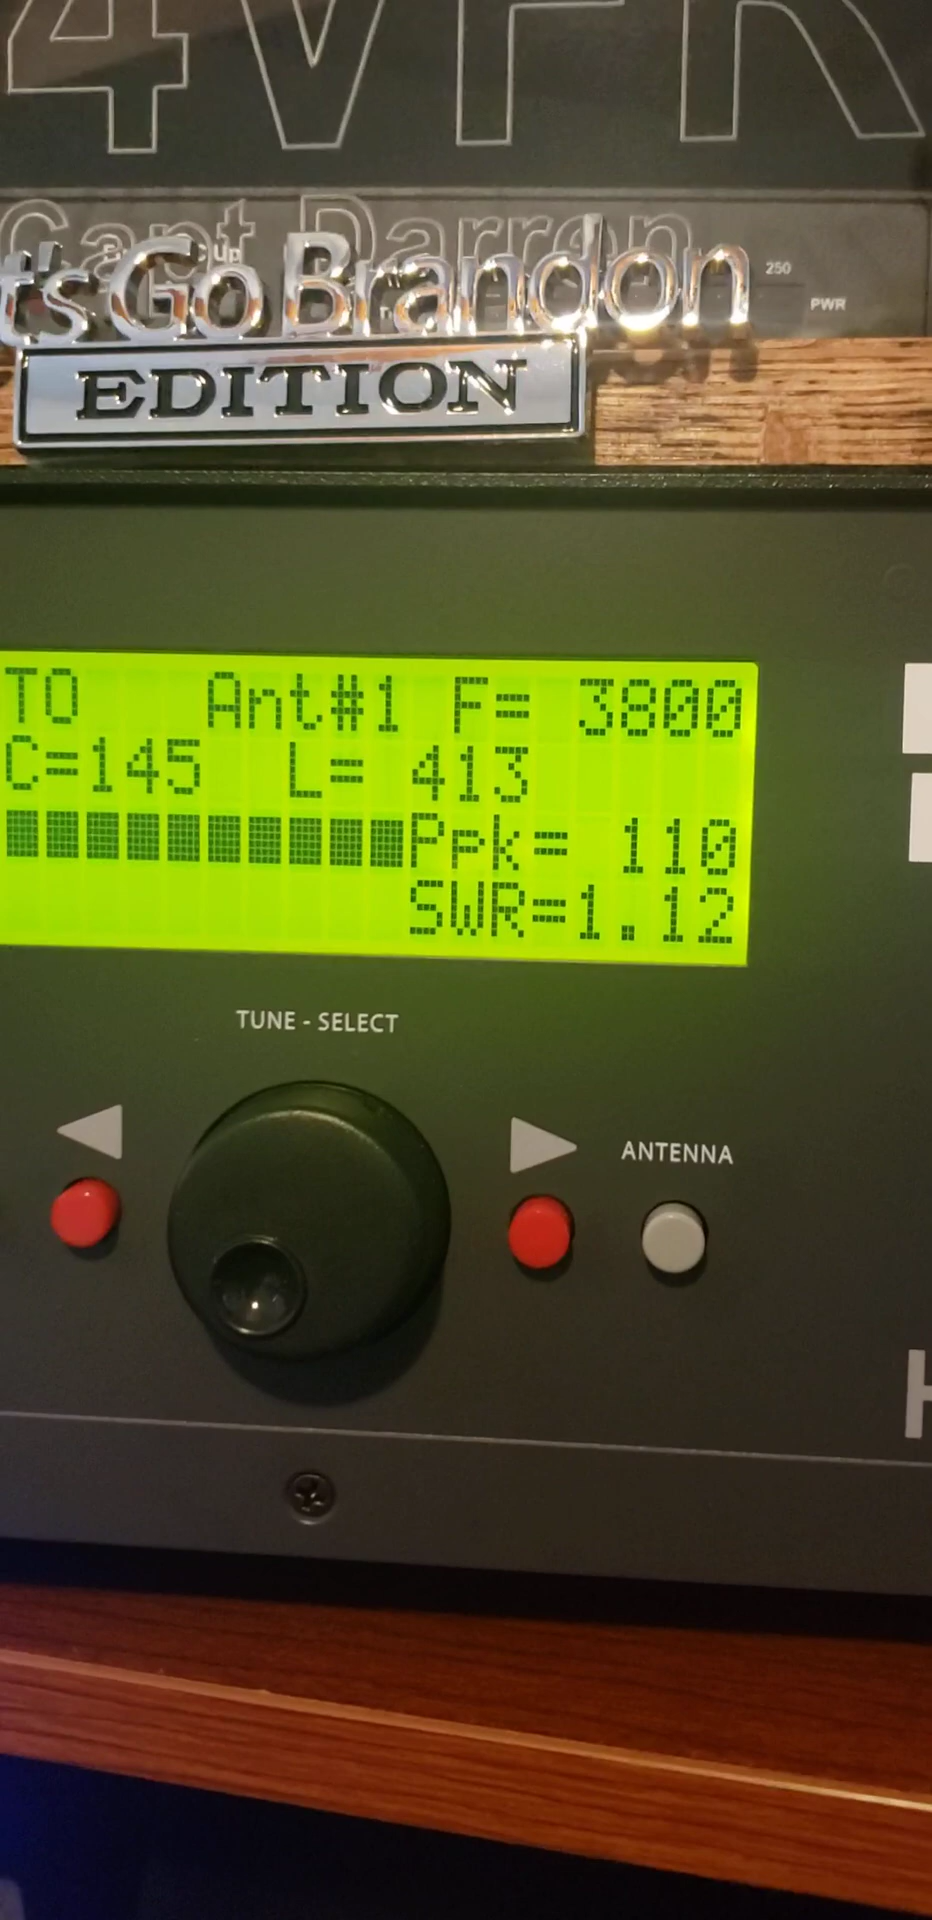 4VFR
Capt Darren
t's Go Brandon
250
PWR
EDITION
TO Ant#1 F= 3800
C=145 L= 413
Ppk= 110
SWR=1.12
TUNE - SELECT
ANTENNA
H